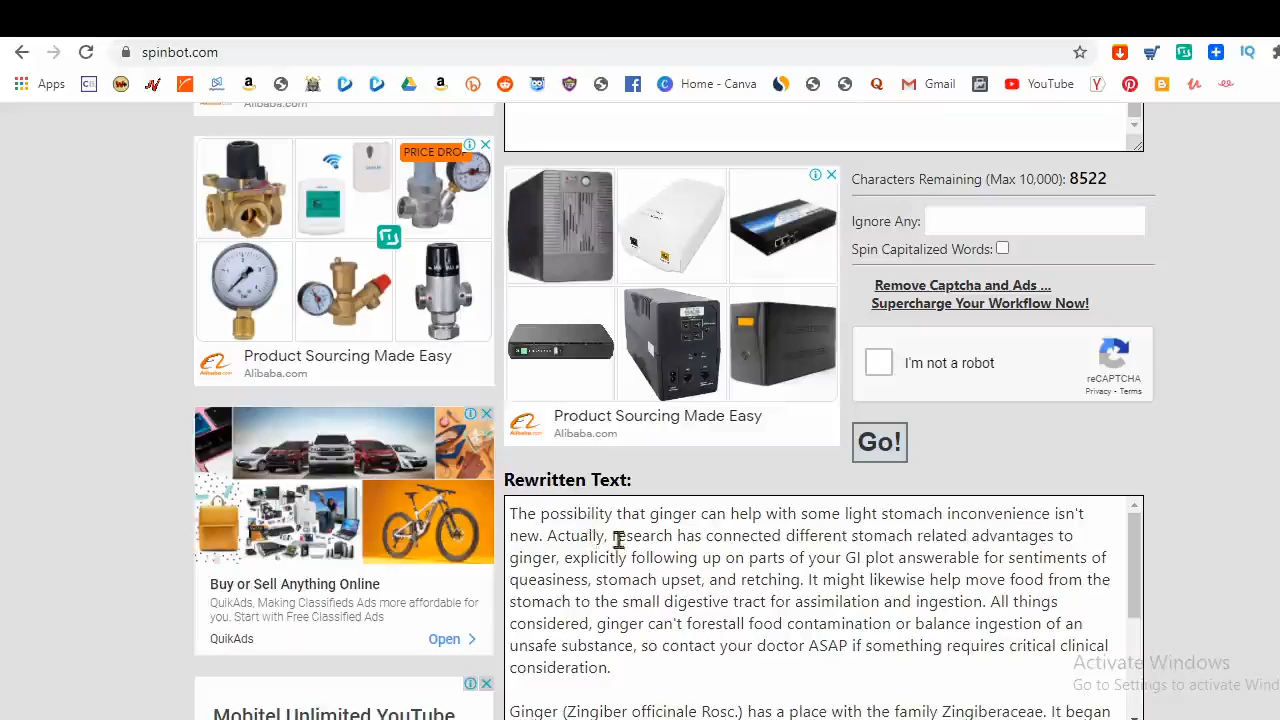 spinbot.com
Apps
Home - Canva
Gmail
YouTube
Alibaba.com
PRICE DROP
Product Sourcing Made Easy
Alibaba.com
Product Sourcing Made Easy
Alibaba.com
Characters Remaining (Max 10,000): 8522
Ignore Any:
Spin Capitalized Words:
Remove Captcha and Ads ...
Supercharge Your Workflow Now!
I'm not a robot
reCAPTCHA
Privacy - Terms
Go!
Buy or Sell Anything Online
QuikAds, Making Classifieds Ads more affordable for
you. Start with Free Classified Ads
QuikAds
Open
Mobitel Unlimited YouTube
Rewritten Text:
The possibility that ginger can help with some light stomach inconvenience isn't
new. Actually, research has connected different stomach related advantages to
ginger, explicitly following up on parts of your GI plot answerable for sentiments of
queasiness, stomach upset, and retching. It might likewise help move food from the
stomach to the small digestive tract for assimilation and ingestion. All things
considered, ginger can't forestall food contamination or balance ingestion of an
unsafe substance, so contact your doctor ASAP if something requires critical clinical
consideration.
Ginger (Zingiber officinale Rosc.) has a place with the family Zingiberaceae. It began
Activate Windows
Go to Settings to activate Wind